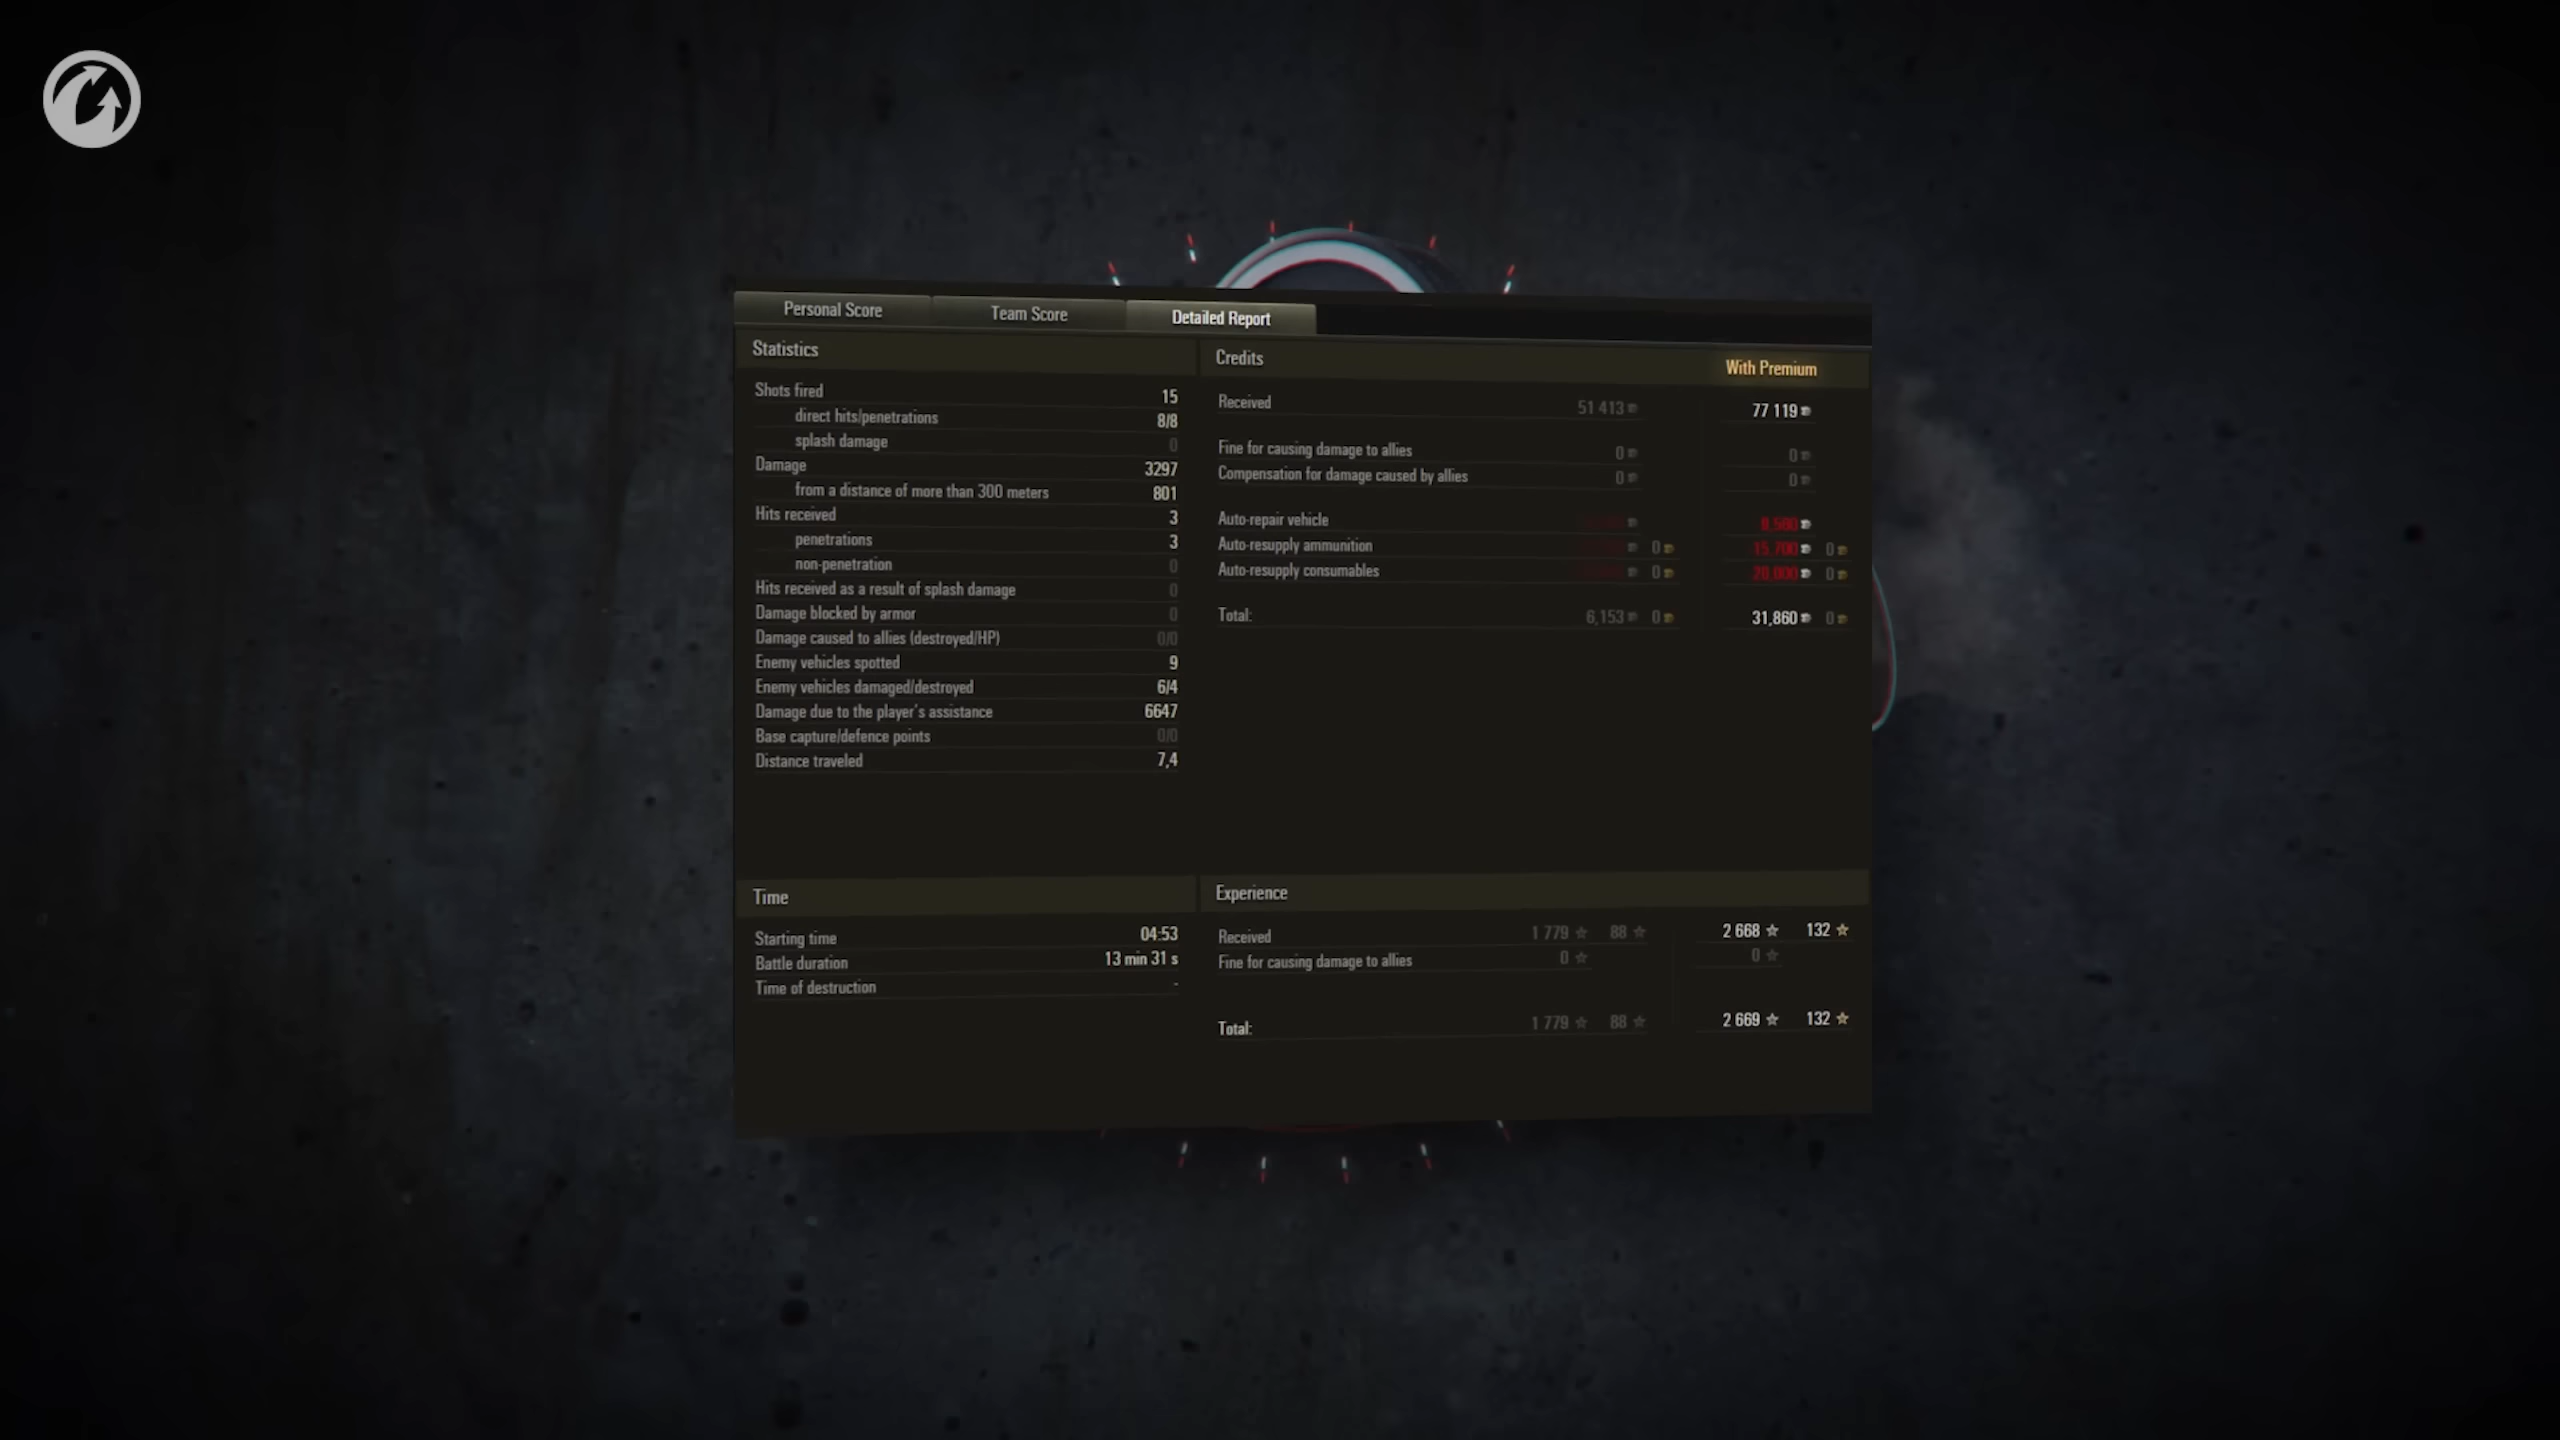 Personal Score Team Score Detailed Report
Statistics
Shots fired 15
direct hits/penetrations 8/8
splash damage 0
Damage 3297
from a distance of more than 300 meters 801
Hits received 3
penetrations 3
non-penetration 0
Hits received as a result of splash damage 0
Damage blocked by armor 0
Damage caused to allies (destroyed/HP) 0/0
Enemy vehicles spotted 9
Enemy vehicles damaged/destroyed 6/4
Damage due to the player's assistance 6647
Base capture/defence points 0/0
Distance traveled 7,4
Credits With Premium
Received 51 413 77 119
Fine for causing damage to allies 0 0
Compensation for damage caused by allies 0 0
Auto-repair vehicle
Auto-resupply ammunition 0 15,700 0
Auto-resupply consumables 0 20,000 0
Total: 6,153 0 31,860 0
Time
Starting time 04:53
Battle duration 13 min 31 s
Time of destruction -
Experience
Received 1 779 88 2 668 132
Fine for causing damage to allies 0 0
Total: 1 779 88 2 669 132